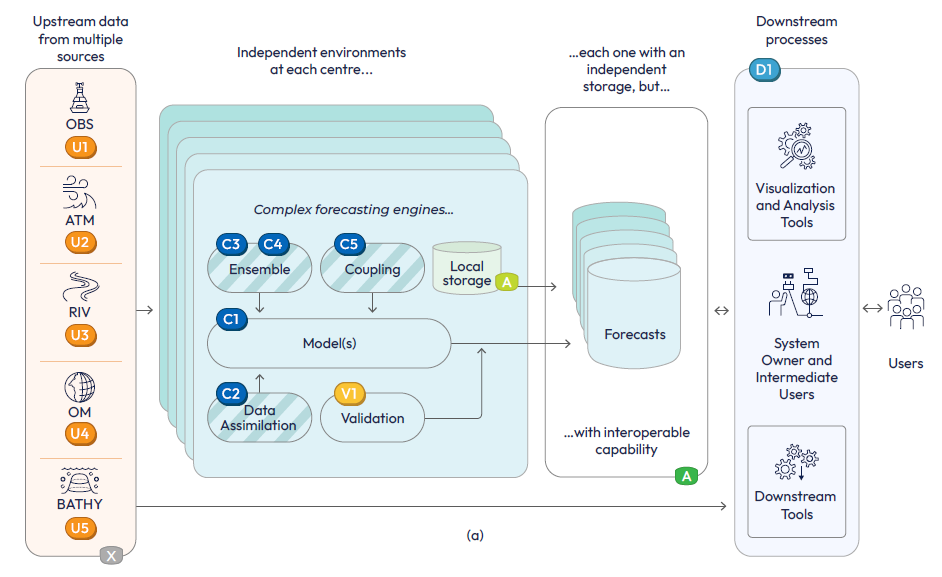 Upstream data
from multiple
sources
OBS
U1
ATM
U2
RIV
U3
OM
U4
BATHY
U5
X
Independent environments
at each centre...
Complex forecasting engines...
C3
C4
Ensemble
C5
Coupling
Local
storage
A
C1
Model(s)
C2
Data
Assimilation
V1
Validation
...each one with an
independent
storage, but...
Forecasts
...with interoperable
capability
A
Downstream
processes
D1
Visualization
and Analysis
Tools
System
Owner and
Intermediate
Users
Downstream
Tools
Users
(a)